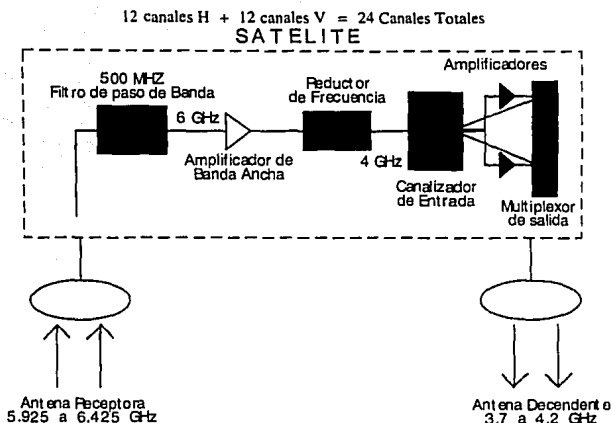 12 canales H + 12 canales V = 24 Canales Totales
SATELITE
500 MHZ
Filtro de paso de Banda
6 GHz
Amplificador de
Banda Ancha
Reductor
de Frecuencia
4 GHz
Canalizador
de Entrada
Amplificadores
Multiplexor
de salida
Antena Receptora
5.925 a 6.425 GHz
Antena Decendente
3.7 a 4.2 GHz